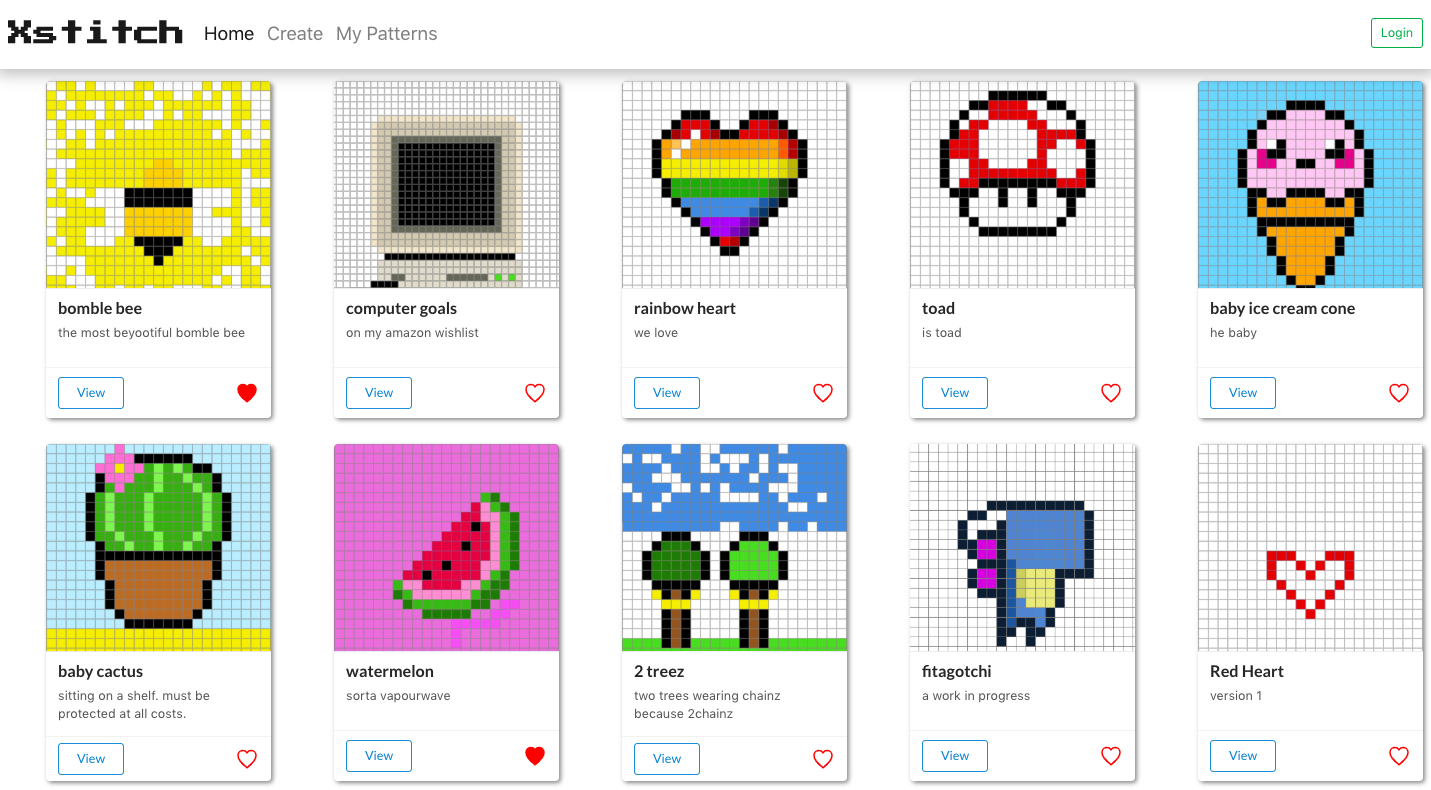 Xstitch Home Create My Patterns Login
bomble bee
the most beyootiful bomble bee
View
computer goals
on my amazon wishlist
View
rainbow heart
we love
View
toad
is toad
View
baby ice cream cone
he baby
View
baby cactus
sitting on a shelf. must be
protected at all costs.
View
watermelon
sorta vapourwave
View
2 treez
two trees wearing chainz
because 2chainz
View
fitagotchi
a work in progress
View
Red Heart
version 1
View